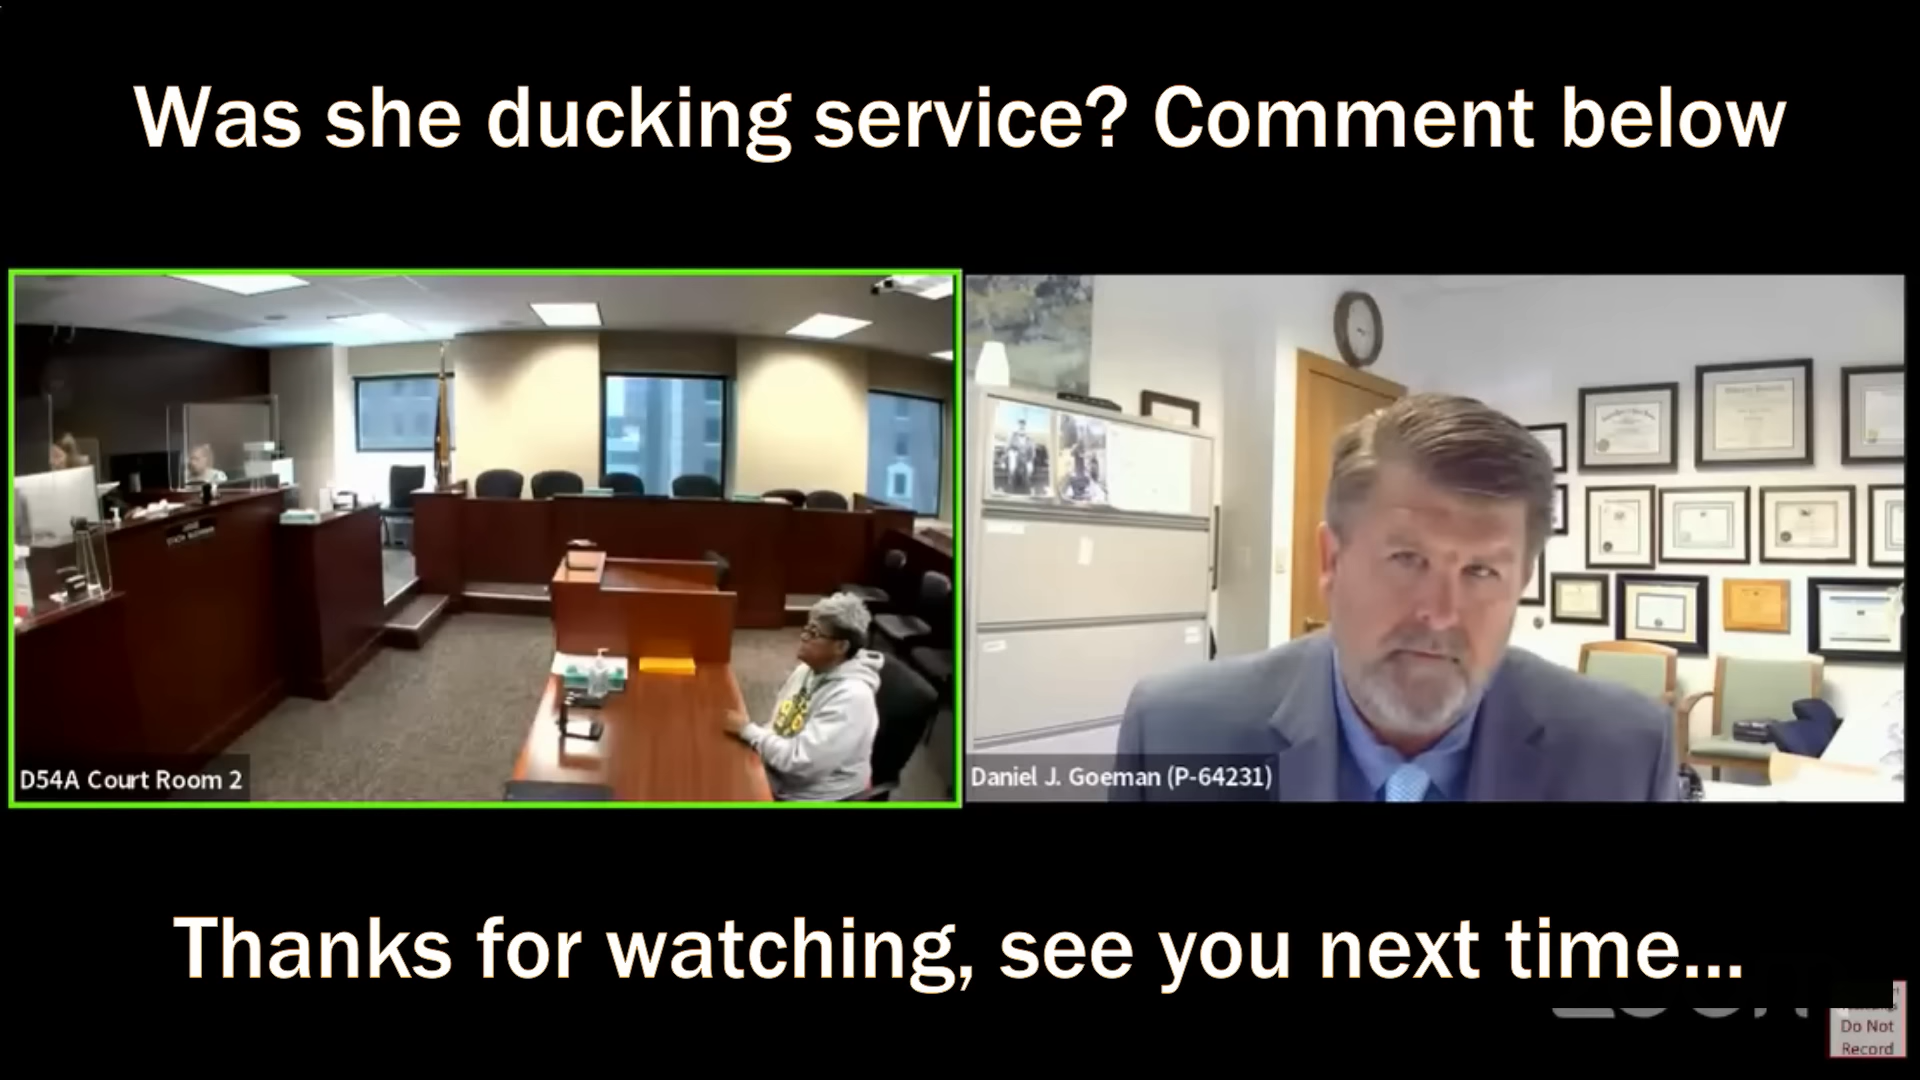 Was she ducking service? Comment below
D54A Court Room 2
Daniel J. Goeman (P-64231)
Thanks for watching, see you next time...
Do Not
Record